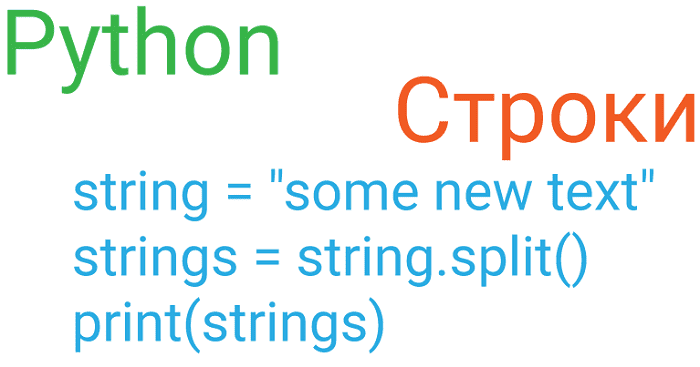 Python
Строки
string = "some new text"
strings = string.split()
print(strings)